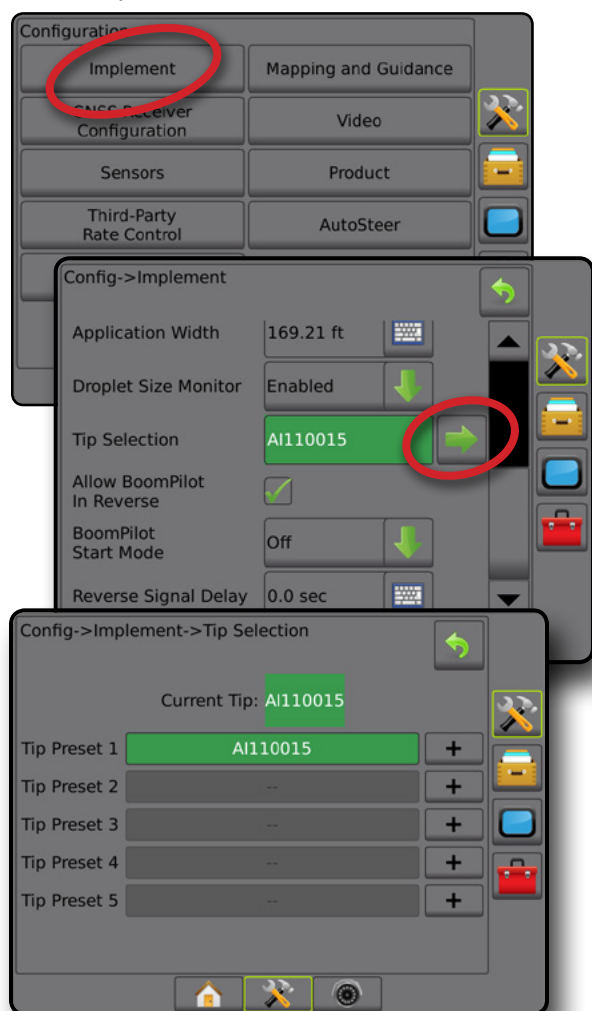 Configuration
Implement
Mapping and Guidance
GNSS Receiver
Configuration
Video
Sensors
Product
Third-Party
Rate Control
AutoSteer
Config->Implement
Application Width
169.21 ft
Droplet Size Monitor
Enabled
Tip Selection
AI110015
Allow BoomPilot
In Reverse
BoomPilot
Start Mode
Off
Reverse Signal Delay
0.0 sec
Config->Implement->Tip Selection
Current Tip: AI110015
Tip Preset 1
AI110015
+
Tip Preset 2
--
+
Tip Preset 3
--
+
Tip Preset 4
--
+
Tip Preset 5
--
+